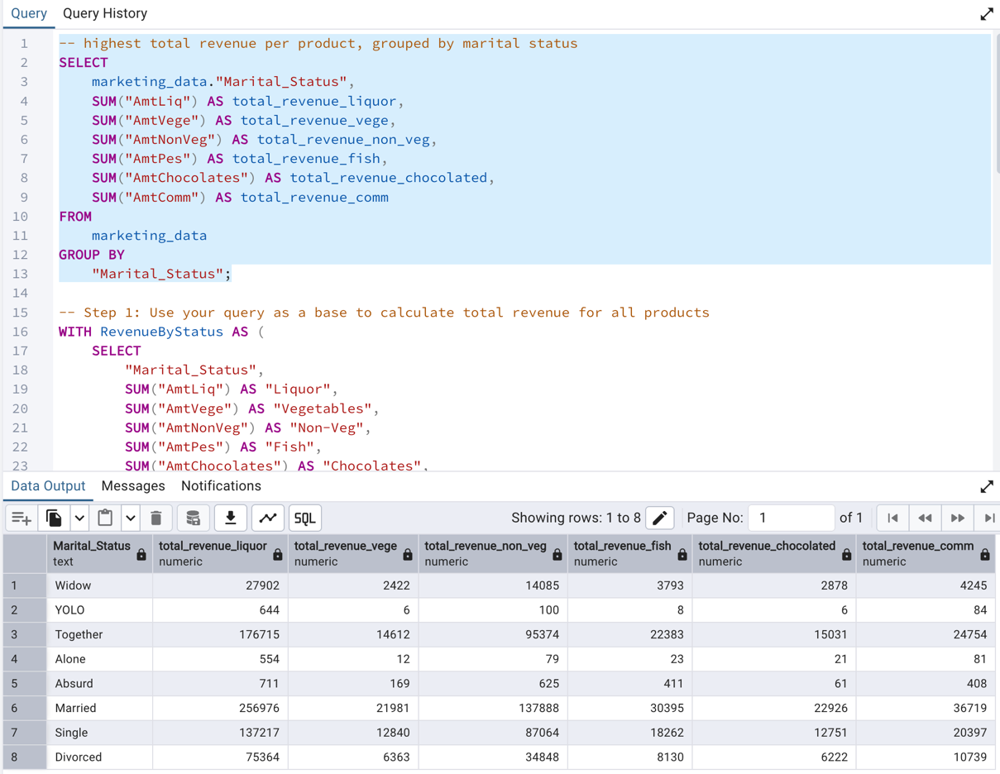 Query Query History
1 -- highest total revenue per product, grouped by marital status
2 SELECT
3 marketing_data."Marital_Status",
4 SUM("AmtLiq") AS total_revenue_liquor,
5 SUM("AmtVege") AS total_revenue_vege,
6 SUM("AmtNonVeg") AS total_revenue_non_veg,
7 SUM("AmtPes") AS total_revenue_fish,
8 SUM("AmtChocolates") AS total_revenue_chocolated,
9 SUM("AmtComm") AS total_revenue_comm
10 FROM
11 marketing_data
12 GROUP BY
13 "Marital_Status";
14
15 -- Step 1: Use your query as a base to calculate total revenue for all products
16 WITH RevenueByStatus AS (
17 SELECT
18 "Marital_Status",
19 SUM("AmtLiq") AS "Liquor",
20 SUM("AmtVege") AS "Vegetables",
21 SUM("AmtNonVeg") AS "Non-Veg",
22 SUM("AmtPes") AS "Fish",
23 SUM("AmtChocolates") AS "Chocolates",
Data Output Messages Notifications
SQL Showing rows: 1 to 8 Page No: 1 of 1
Marital_Status total_revenue_liquor total_revenue_vege total_revenue_non_veg total_revenue_fish total_revenue_chocolated total_revenue_comm
text numeric numeric numeric numeric numeric numeric
1 Widow 27902 2422 14085 3793 2878 4245
2 YOLO 644 6 100 8 6 84
3 Together 176715 14612 95374 22383 15031 24754
4 Alone 554 12 79 23 21 81
5 Absurd 711 169 625 411 61 408
6 Married 256976 21981 137888 30395 22926 36719
7 Single 137217 12840 87064 18262 12751 20397
8 Divorced 75364 6363 34848 8130 6222 10739